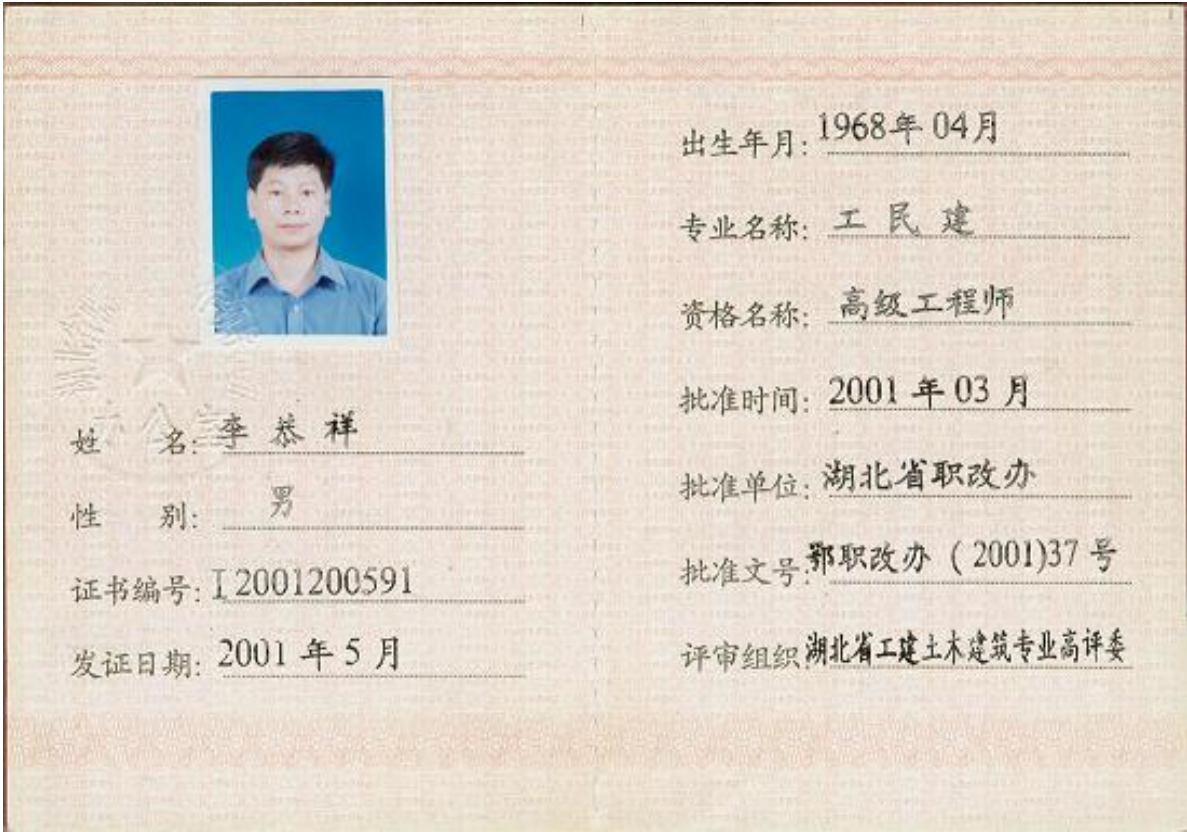 姓 名: 李恭祥
性 别: 男
证书编号: I2001200591
发证日期: 2001年5月
出生年月: 1968年04月
专业名称: 工民建
资格名称: 高级工程师
批准时间: 2001年03月
批准单位: 湖北省职改办
批准文号: 鄂职改办(2001)37号
评审组织 湖北省工建土木建筑专业高评委